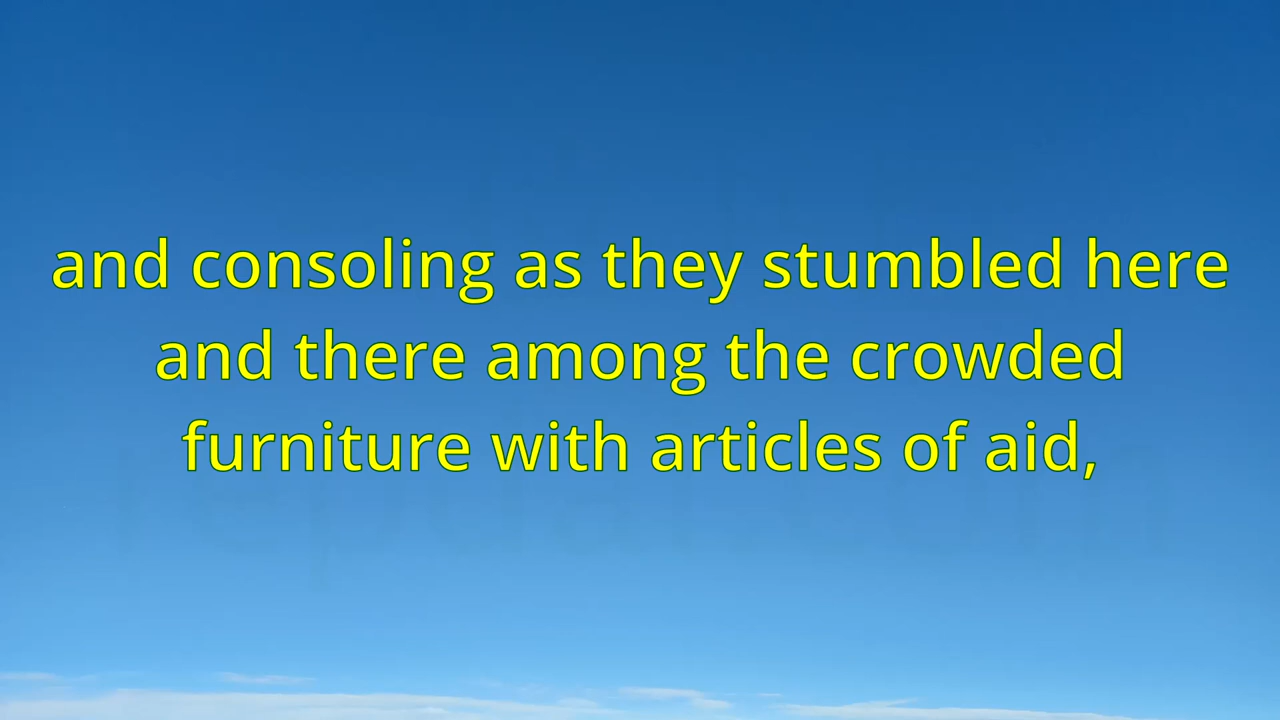 and consoling as they stumbled here
and there among the crowded
furniture with articles of aid,